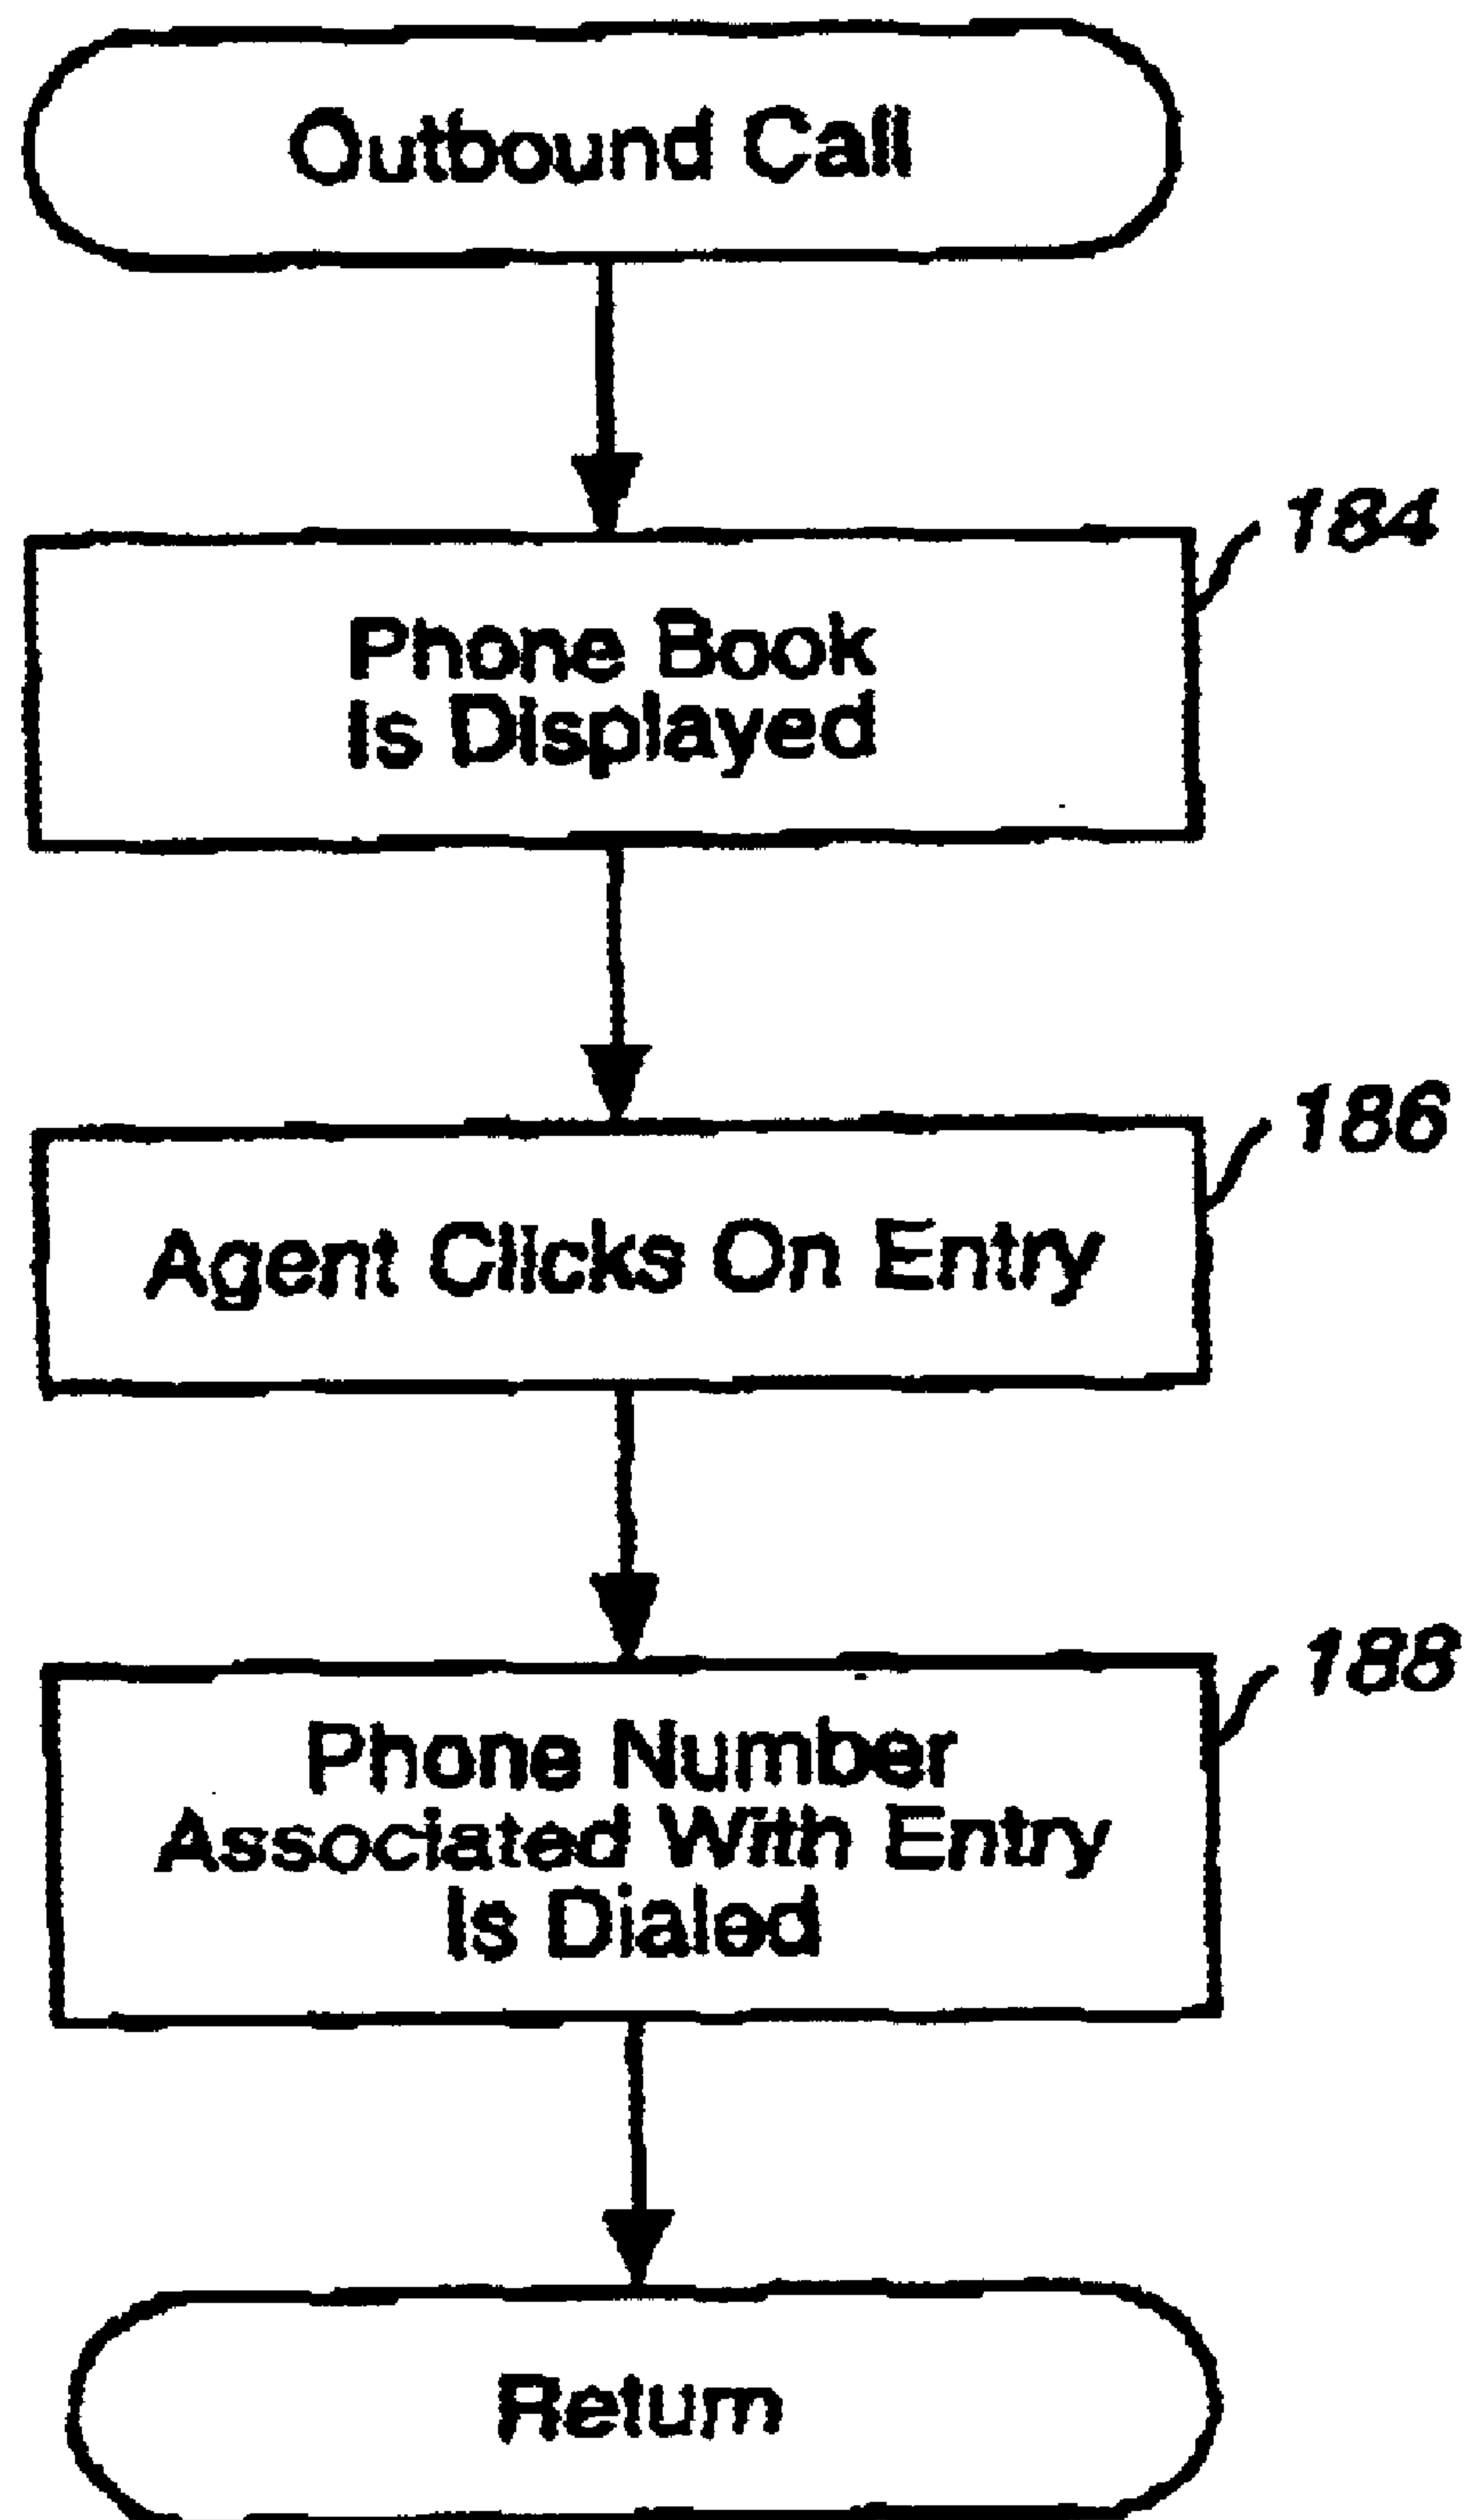 Outbound Call
184
Phone Book
Is Displayed
186
Agent Clicks On Entry
188
Phone Number
Associated With Entry
Is Dialed
Return